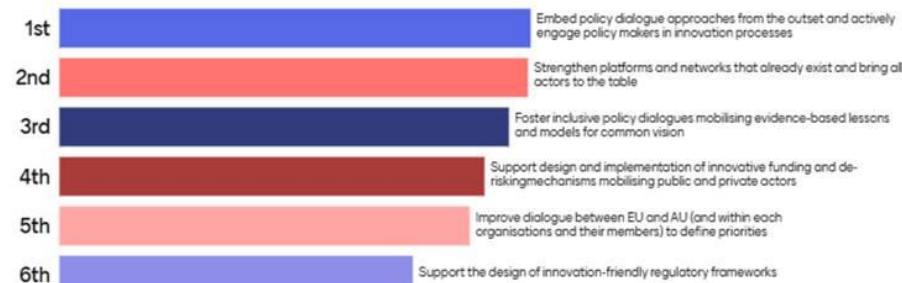 1st
Embed policy dialogue approaches from the outset and actively
engage policy makers in innovation processes
2nd
Strengthen platforms and networks that already exist and bring all
actors to the table
3rd
Foster inclusive policy dialogues mobilising evidence-based lessons
and models for common vision
4th
Support design and implementation of innovative funding and de-
riskingmechanisms mobilising public and private actors
5th
Improve dialogue between EU and AU (and within each
organisations and their members) to define priorities
6th
Support the design of innovation-friendly regulatory frameworks